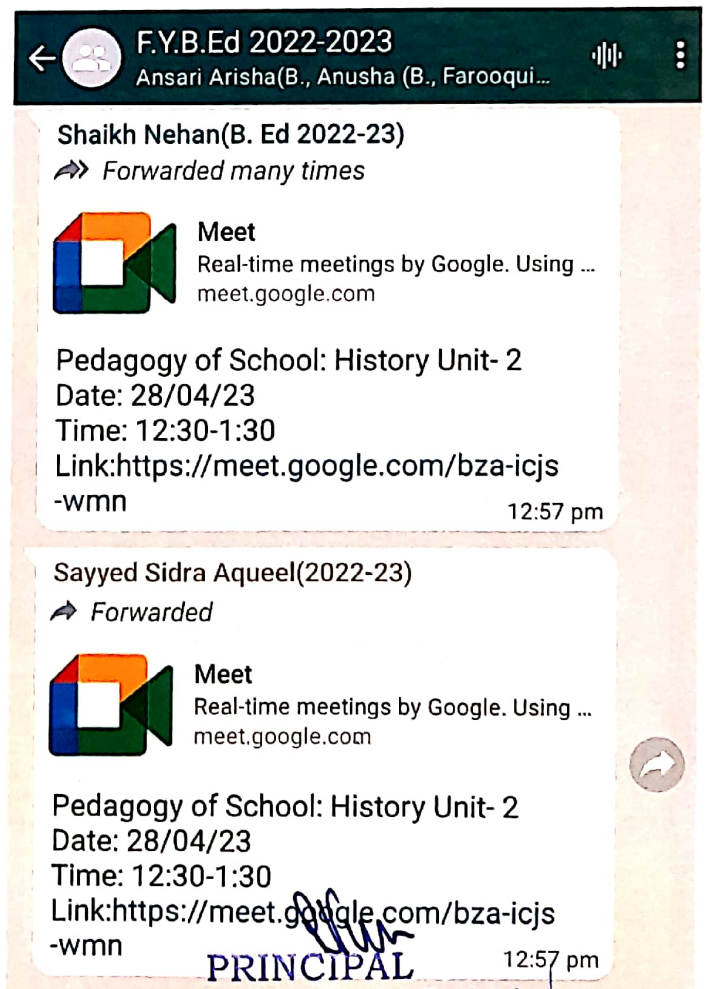 F.Y.B.Ed 2022-2023
Ansari Arisha(B., Anusha (B., Farooqui...
Shaikh Nehan(B. Ed 2022-23)
Forwarded many times
Meet
Real-time meetings by Google. Using ...
meet.google.com
Pedagogy of School: History Unit- 2
Date: 28/04/23
Time: 12:30-1:30
Link:https://meet.google.com/bza-icjs
-wmn
12:57 pm
Sayyed Sidra Aqueel(2022-23)
Forwarded
Meet
Real-time meetings by Google. Using ...
meet.google.com
Pedagogy of School: History Unit- 2
Date: 28/04/23
Time: 12:30-1:30
Link:https://meet.google.com/bza-icjs
-wmn
12:57 pm
PRINCIPAL